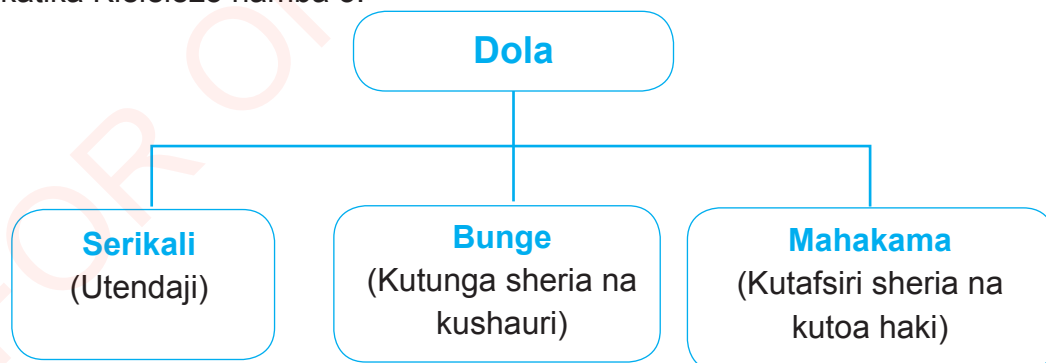 Dola
Serikali
(Utendaji)
Bunge
(Kutunga sheria na
kushauri)
Mahakama
(Kutafsiri sheria na
kutoa haki)